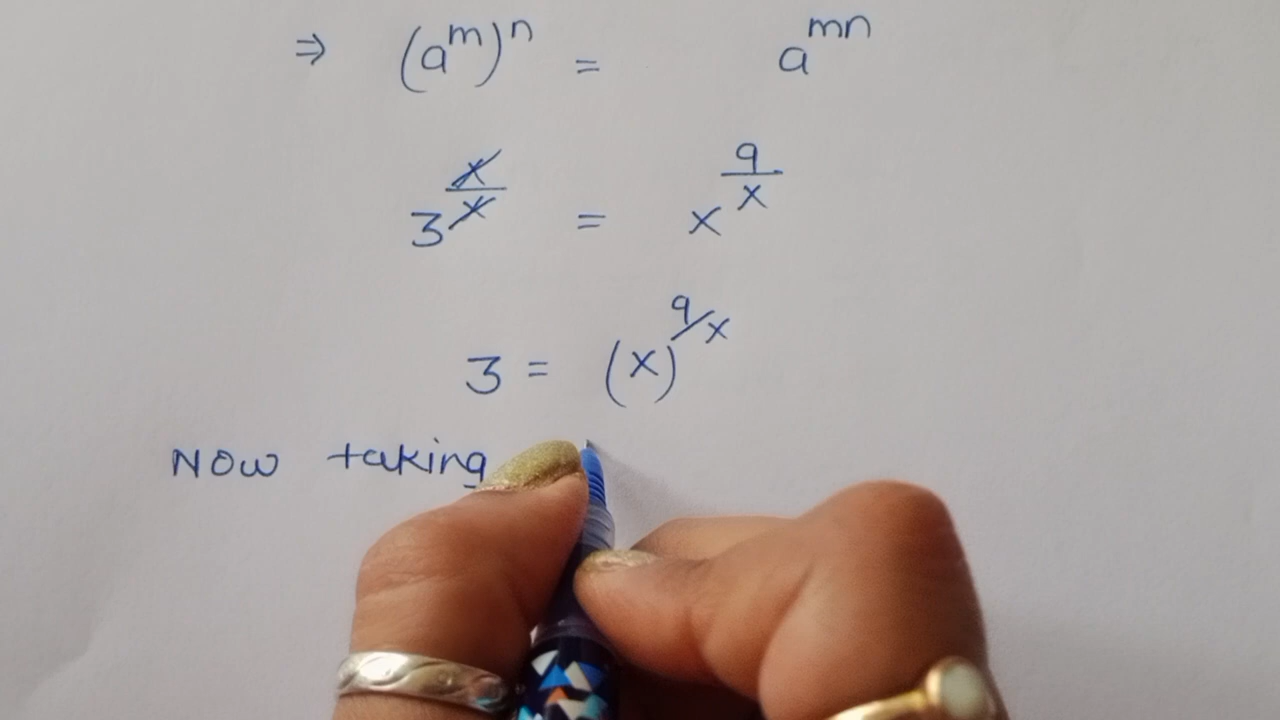 ⇒ (a^m)^n = a^mn
3^(x/x) = x^(9/x)
3 = (x)^9/x
Now taking